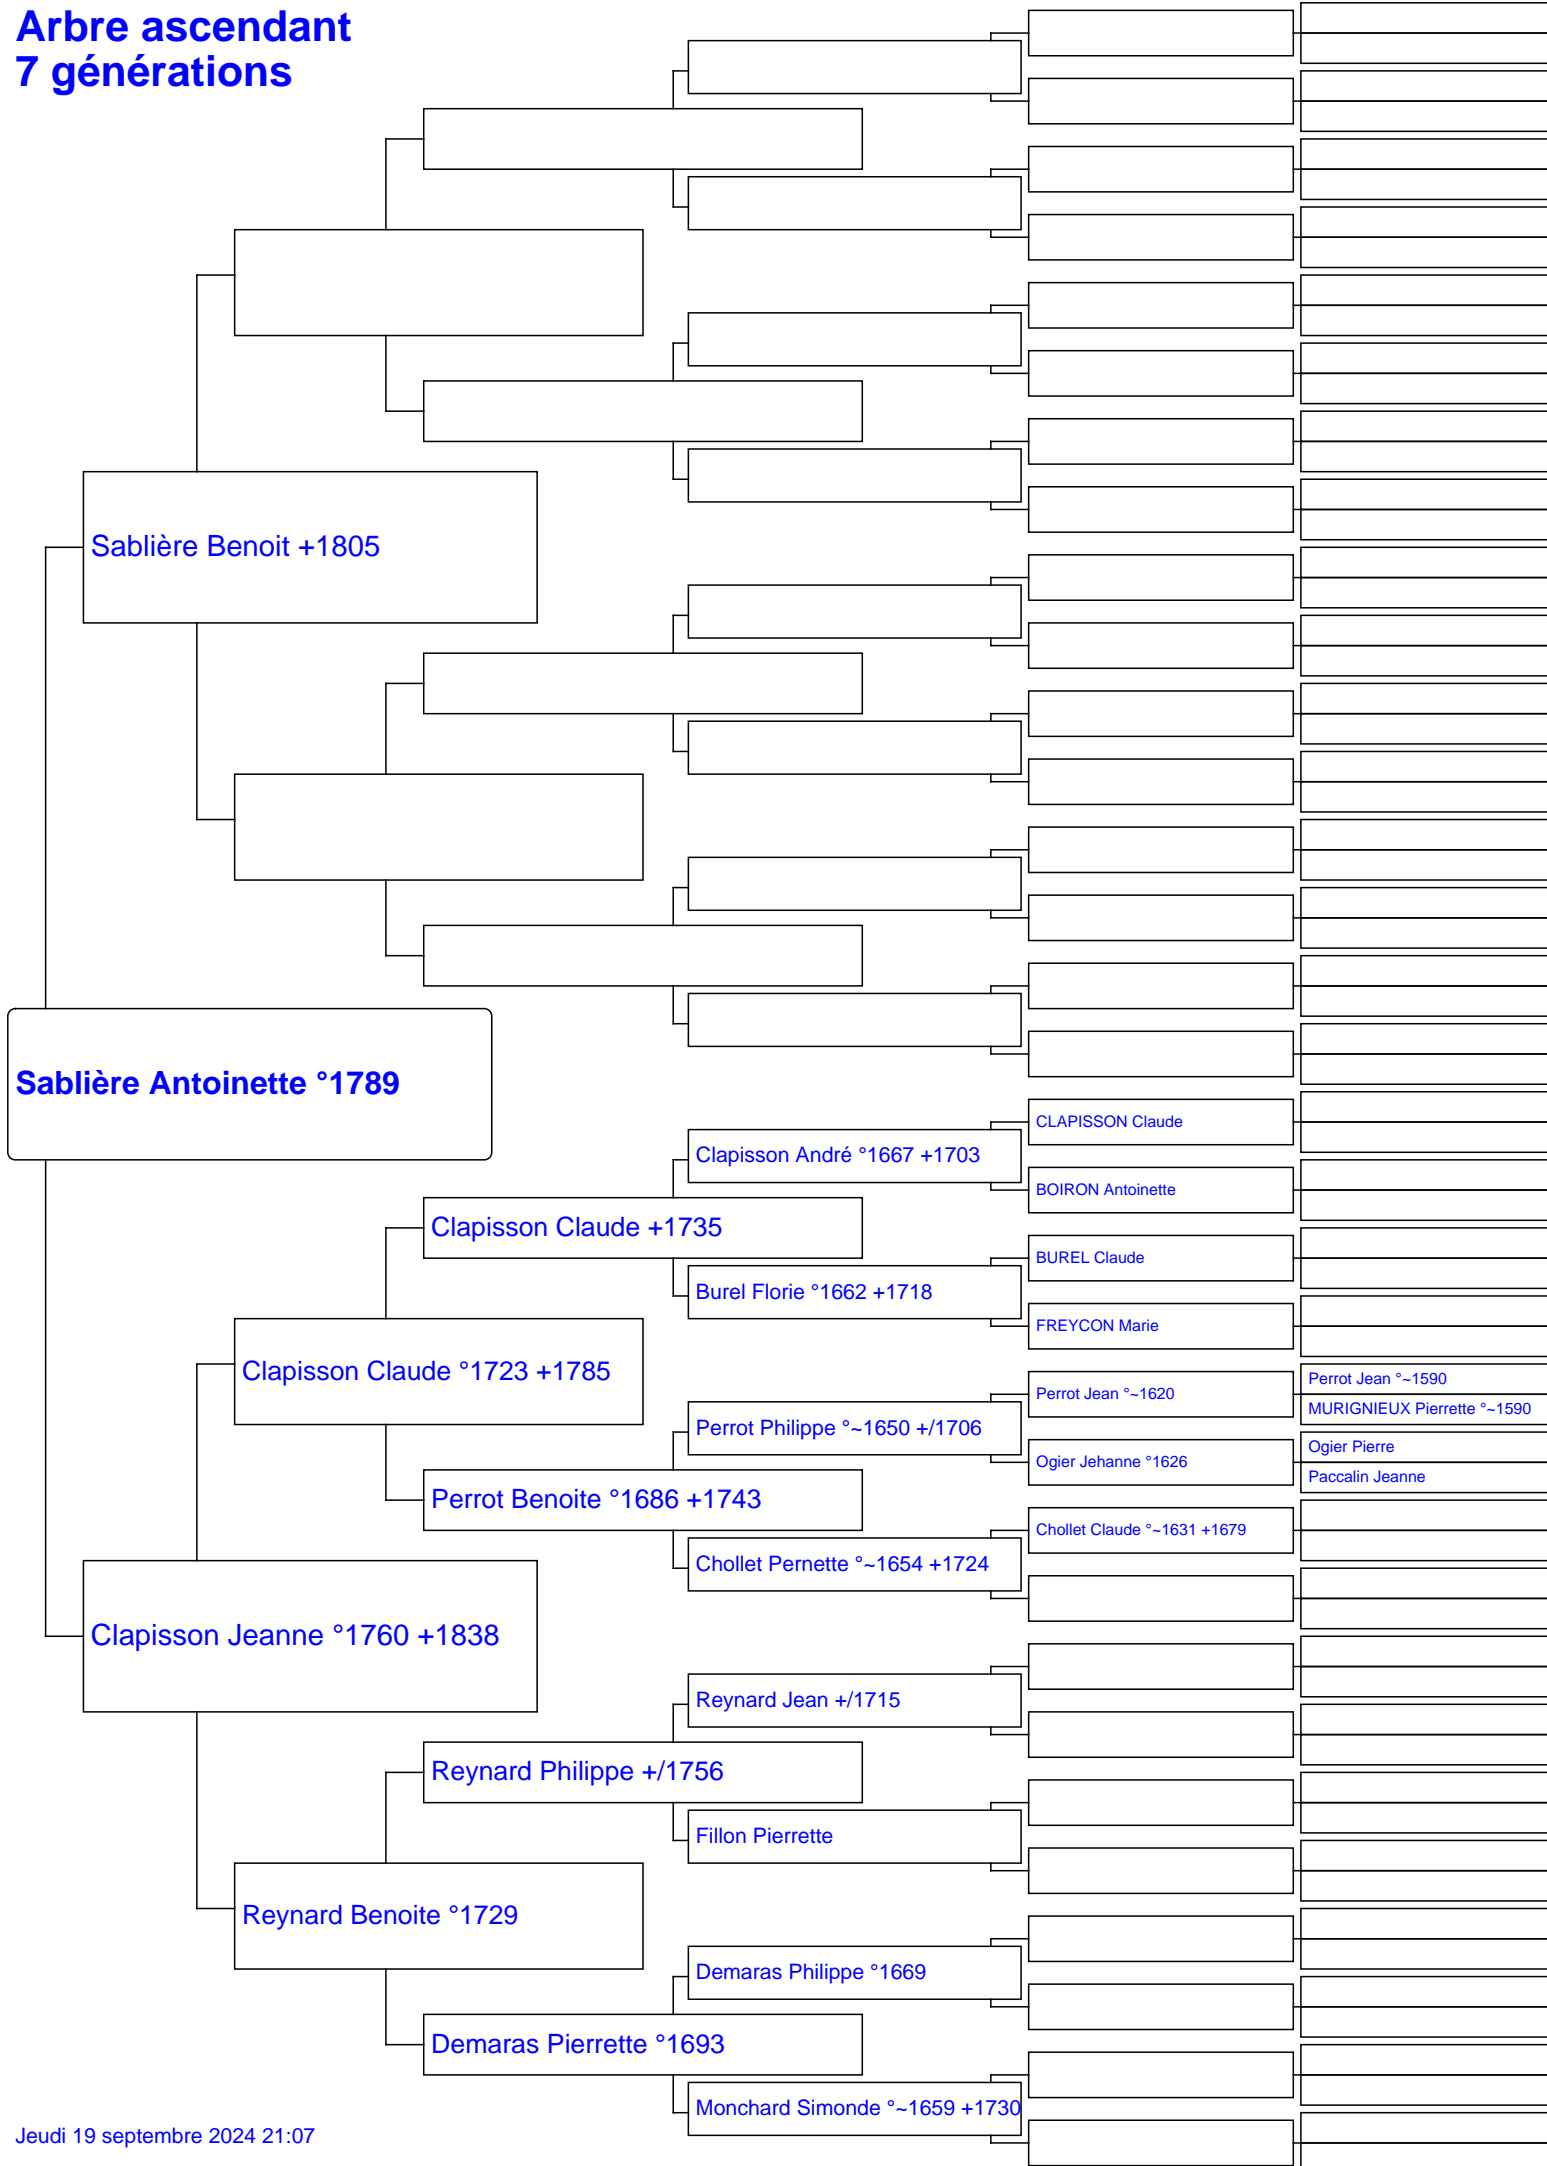 Arbre ascendant
7 générations
Sablière Benoit +1805
Sablière Antoinette °1789
CLAPISSON Claude
Clapisson André °1667 +1703
BOIRON Antoinette
Clapisson Claude +1735
BUREL Claude
Burel Florie °1662 +1718
FREYCON Marie
Clapisson Claude °1723 +1785
Perrot Jean °~1590
Perrot Jean °~1620
MURIGNIEUX Pierrette °~1590
Perrot Philippe °~1650 +/1706
Ogier Pierre
Ogier Jehanne °1626
Paccalin Jeanne
Perrot Benoite °1686 +1743
Chollet Claude °~1631 +1679
Chollet Pernette °~1654 +1724
Clapisson Jeanne °1760 +1838
Reynard Jean +/1715
Reynard Philippe +/1756
Fillon Pierrette
Reynard Benoite °1729
Demaras Philippe °1669
Demaras Pierrette °1693
Monchard Simonde °~1659 +1730
Jeudi 19 septembre 2024 21:07